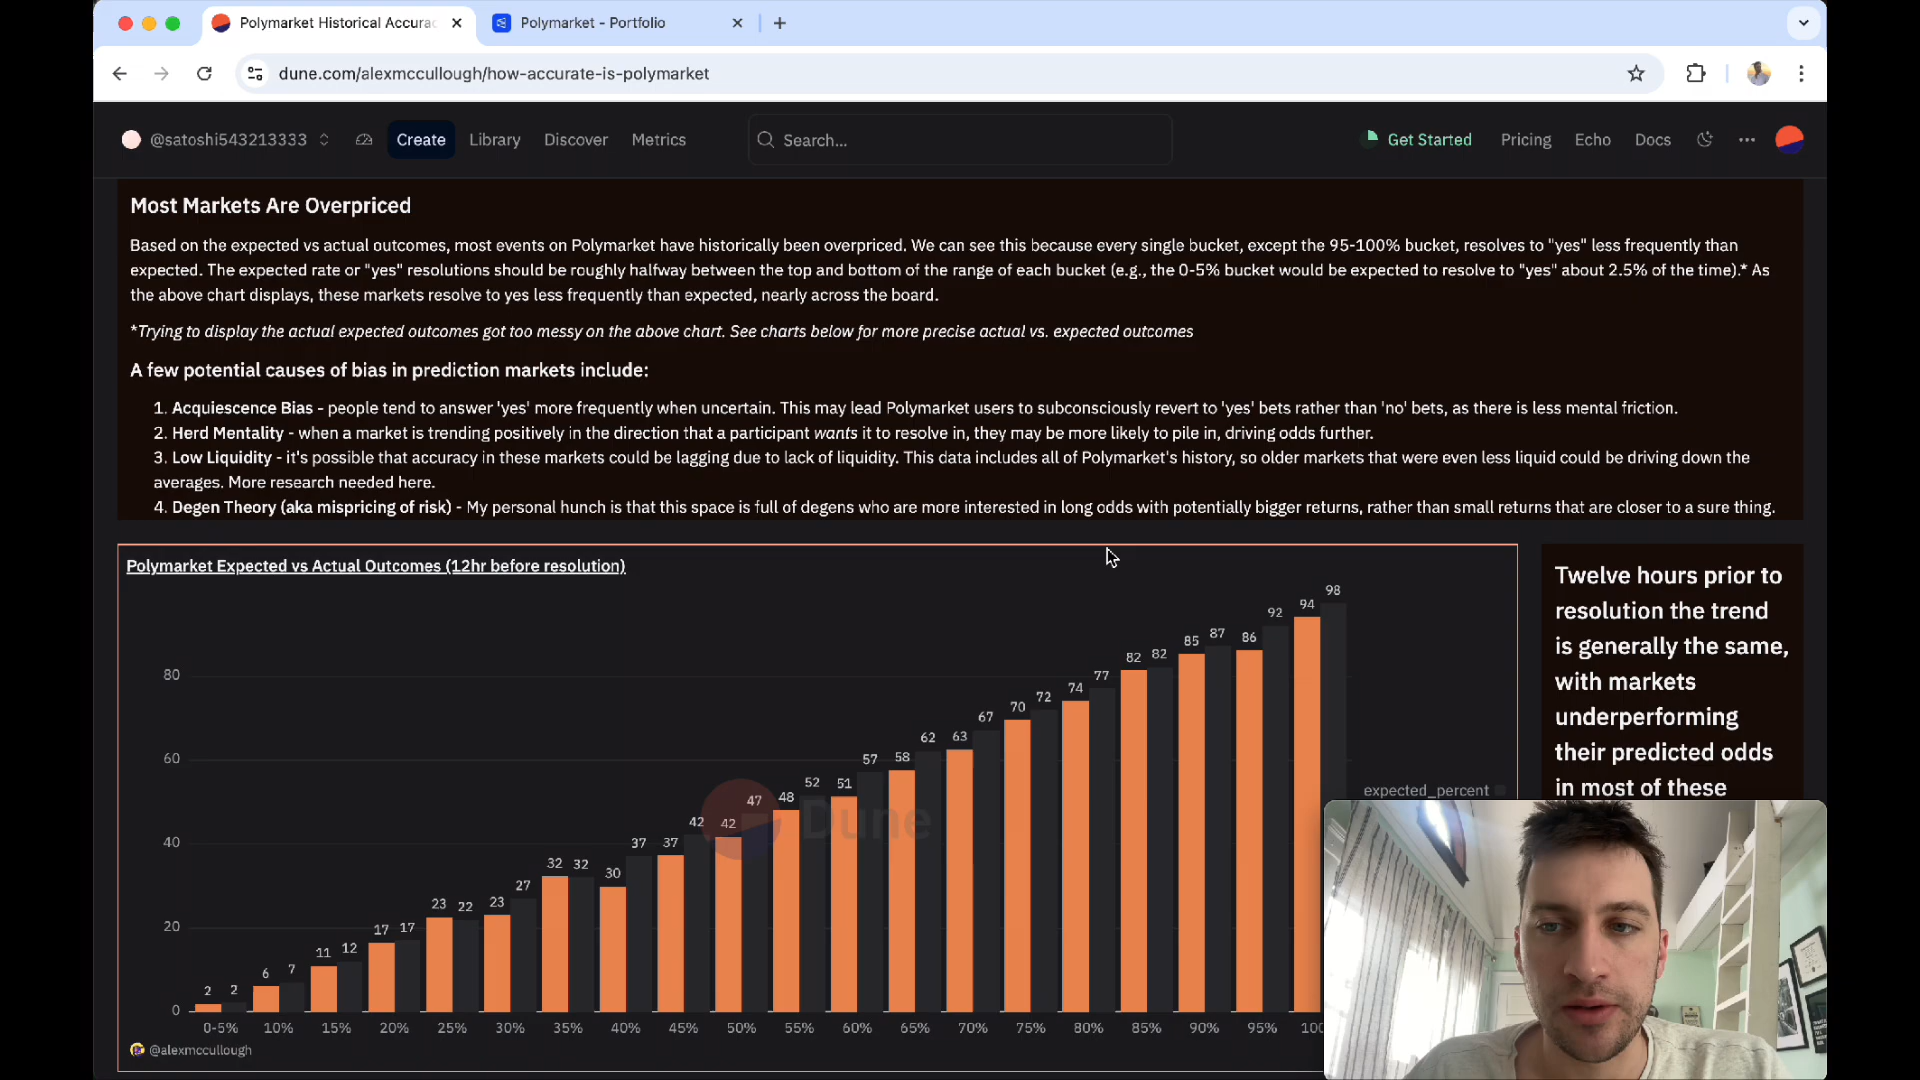 Polymarket Historical Accurac
Polymarket - Portfolio
dune.com/alexmccullough/how-accurate-is-polymarket
@satoshi543213333
Create
Library
Discover
Metrics
Search...
Get Started
Pricing
Echo
Docs
Most Markets Are Overpriced
Based on the expected vs actual outcomes, most events on Polymarket have historically been overpriced. We can see this because every single bucket, except the 95-100% bucket, resolves to "yes" less frequently than
expected. The expected rate or "yes" resolutions should be roughly halfway between the top and bottom of the range of each bucket (e.g., the 0-5% bucket would be expected to resolve to "yes" about 2.5% of the time).* As
the above chart displays, these markets resolve to yes less frequently than expected, nearly across the board.
*Trying to display the actual expected outcomes got too messy on the above chart. See charts below for more precise actual vs. expected outcomes
A few potential causes of bias in prediction markets include:
1. Acquiescence Bias - people tend to answer 'yes' more frequently when uncertain. This may lead Polymarket users to subconsciously revert to 'yes' bets rather than 'no' bets, as there is less mental friction.
2. Herd Mentality - when a market is trending positively in the direction that a participant wants it to resolve in, they may be more likely to pile in, driving odds further.
3. Low Liquidity - it's possible that accuracy in these markets could be lagging due to lack of liquidity. This data includes all of Polymarket's history, so older markets that were even less liquid could be driving down the
averages. More research needed here.
4. Degen Theory (aka mispricing of risk) - My personal hunch is that this space is full of degens who are more interested in long odds with potentially bigger returns, rather than small returns that are closer to a sure thing.
Polymarket Expected vs Actual Outcomes (12hr before resolution)
80
60
40
20
0
2 2 6 7 11 12 17 17 23 22 23 27 32 32 30 37 37 42 42 47 48 52 51 57 58 62 63 67 70 72 74 77 82 82 85 87 86 92 94 98
0-5% 10% 15% 20% 25% 30% 35% 40% 45% 50% 55% 60% 65% 70% 75% 80% 85% 90% 95% 100
Dune
expected_percent
@alexmccullough
Twelve hours prior to
resolution the trend
is generally the same,
with markets
underperforming
their predicted odds
in most of these